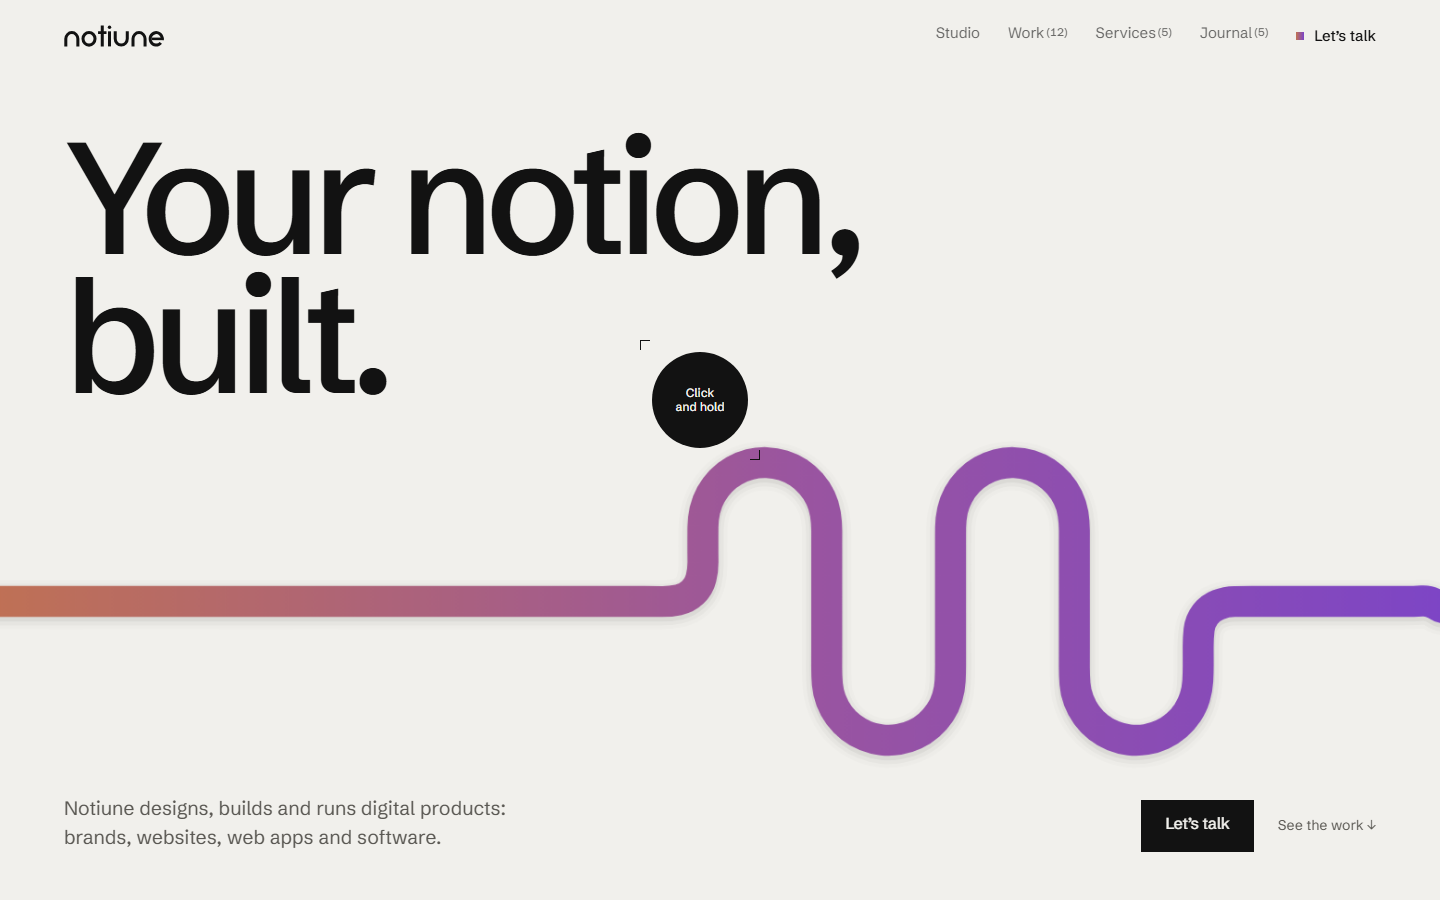 notiune
Studio
Work (12)
Services (5)
Journal (5)
Let’s talk
Your notion,
built.
Click
and hold
Notiune designs, builds and runs digital products:
brands, websites, web apps and software.
Let’s talk
See the work ↓